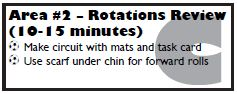 Area #2 – Rotations Review
(10-15 minutes)
Make circuit with mats and task card
Use scarf under chin for forward rolls